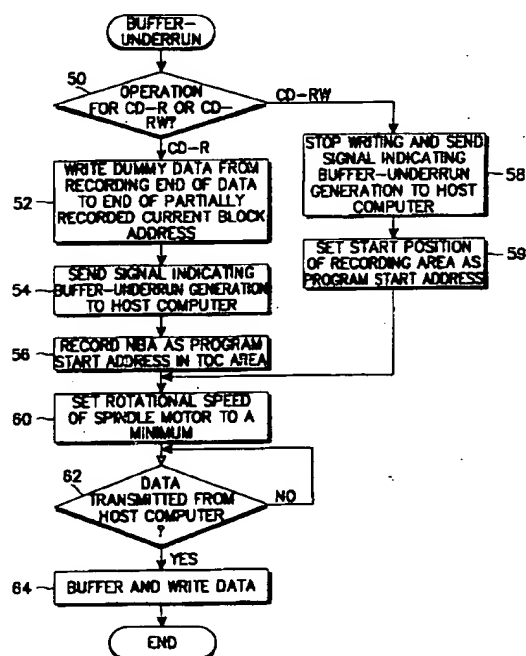 BUFFER-
UNDERRUN
50
OPERATION
FOR CD-R OR CD-
RW?
CD-RW
CD-R
52
WRITE DUMMY DATA FROM
RECORDING END OF DATA
TO END OF PARTIALLY
RECORDED CURRENT BLOCK
ADDRESS
STOP WRITING AND SEND
SIGNAL INDICATING
BUFFER-UNDERRUN
GENERATION TO HOST
COMPUTER
58
54
SEND SIGNAL INDICATING
BUFFER-UNDERRUN GENERATION
TO HOST COMPUTER
SET START POSITION
OF RECORDING AREA AS
PROGRAM START ADDRESS
59
56
RECORD NBA AS PROGRAM
START ADDRESS IN TOC AREA
60
SET ROTATIONAL SPEED
OF SPINDLE MOTOR TO A
MINIMUM
62
DATA
TRANSMITTED FROM
HOST COMPUTER
?
NO
YES
64
BUFFER AND WRITE DATA
END